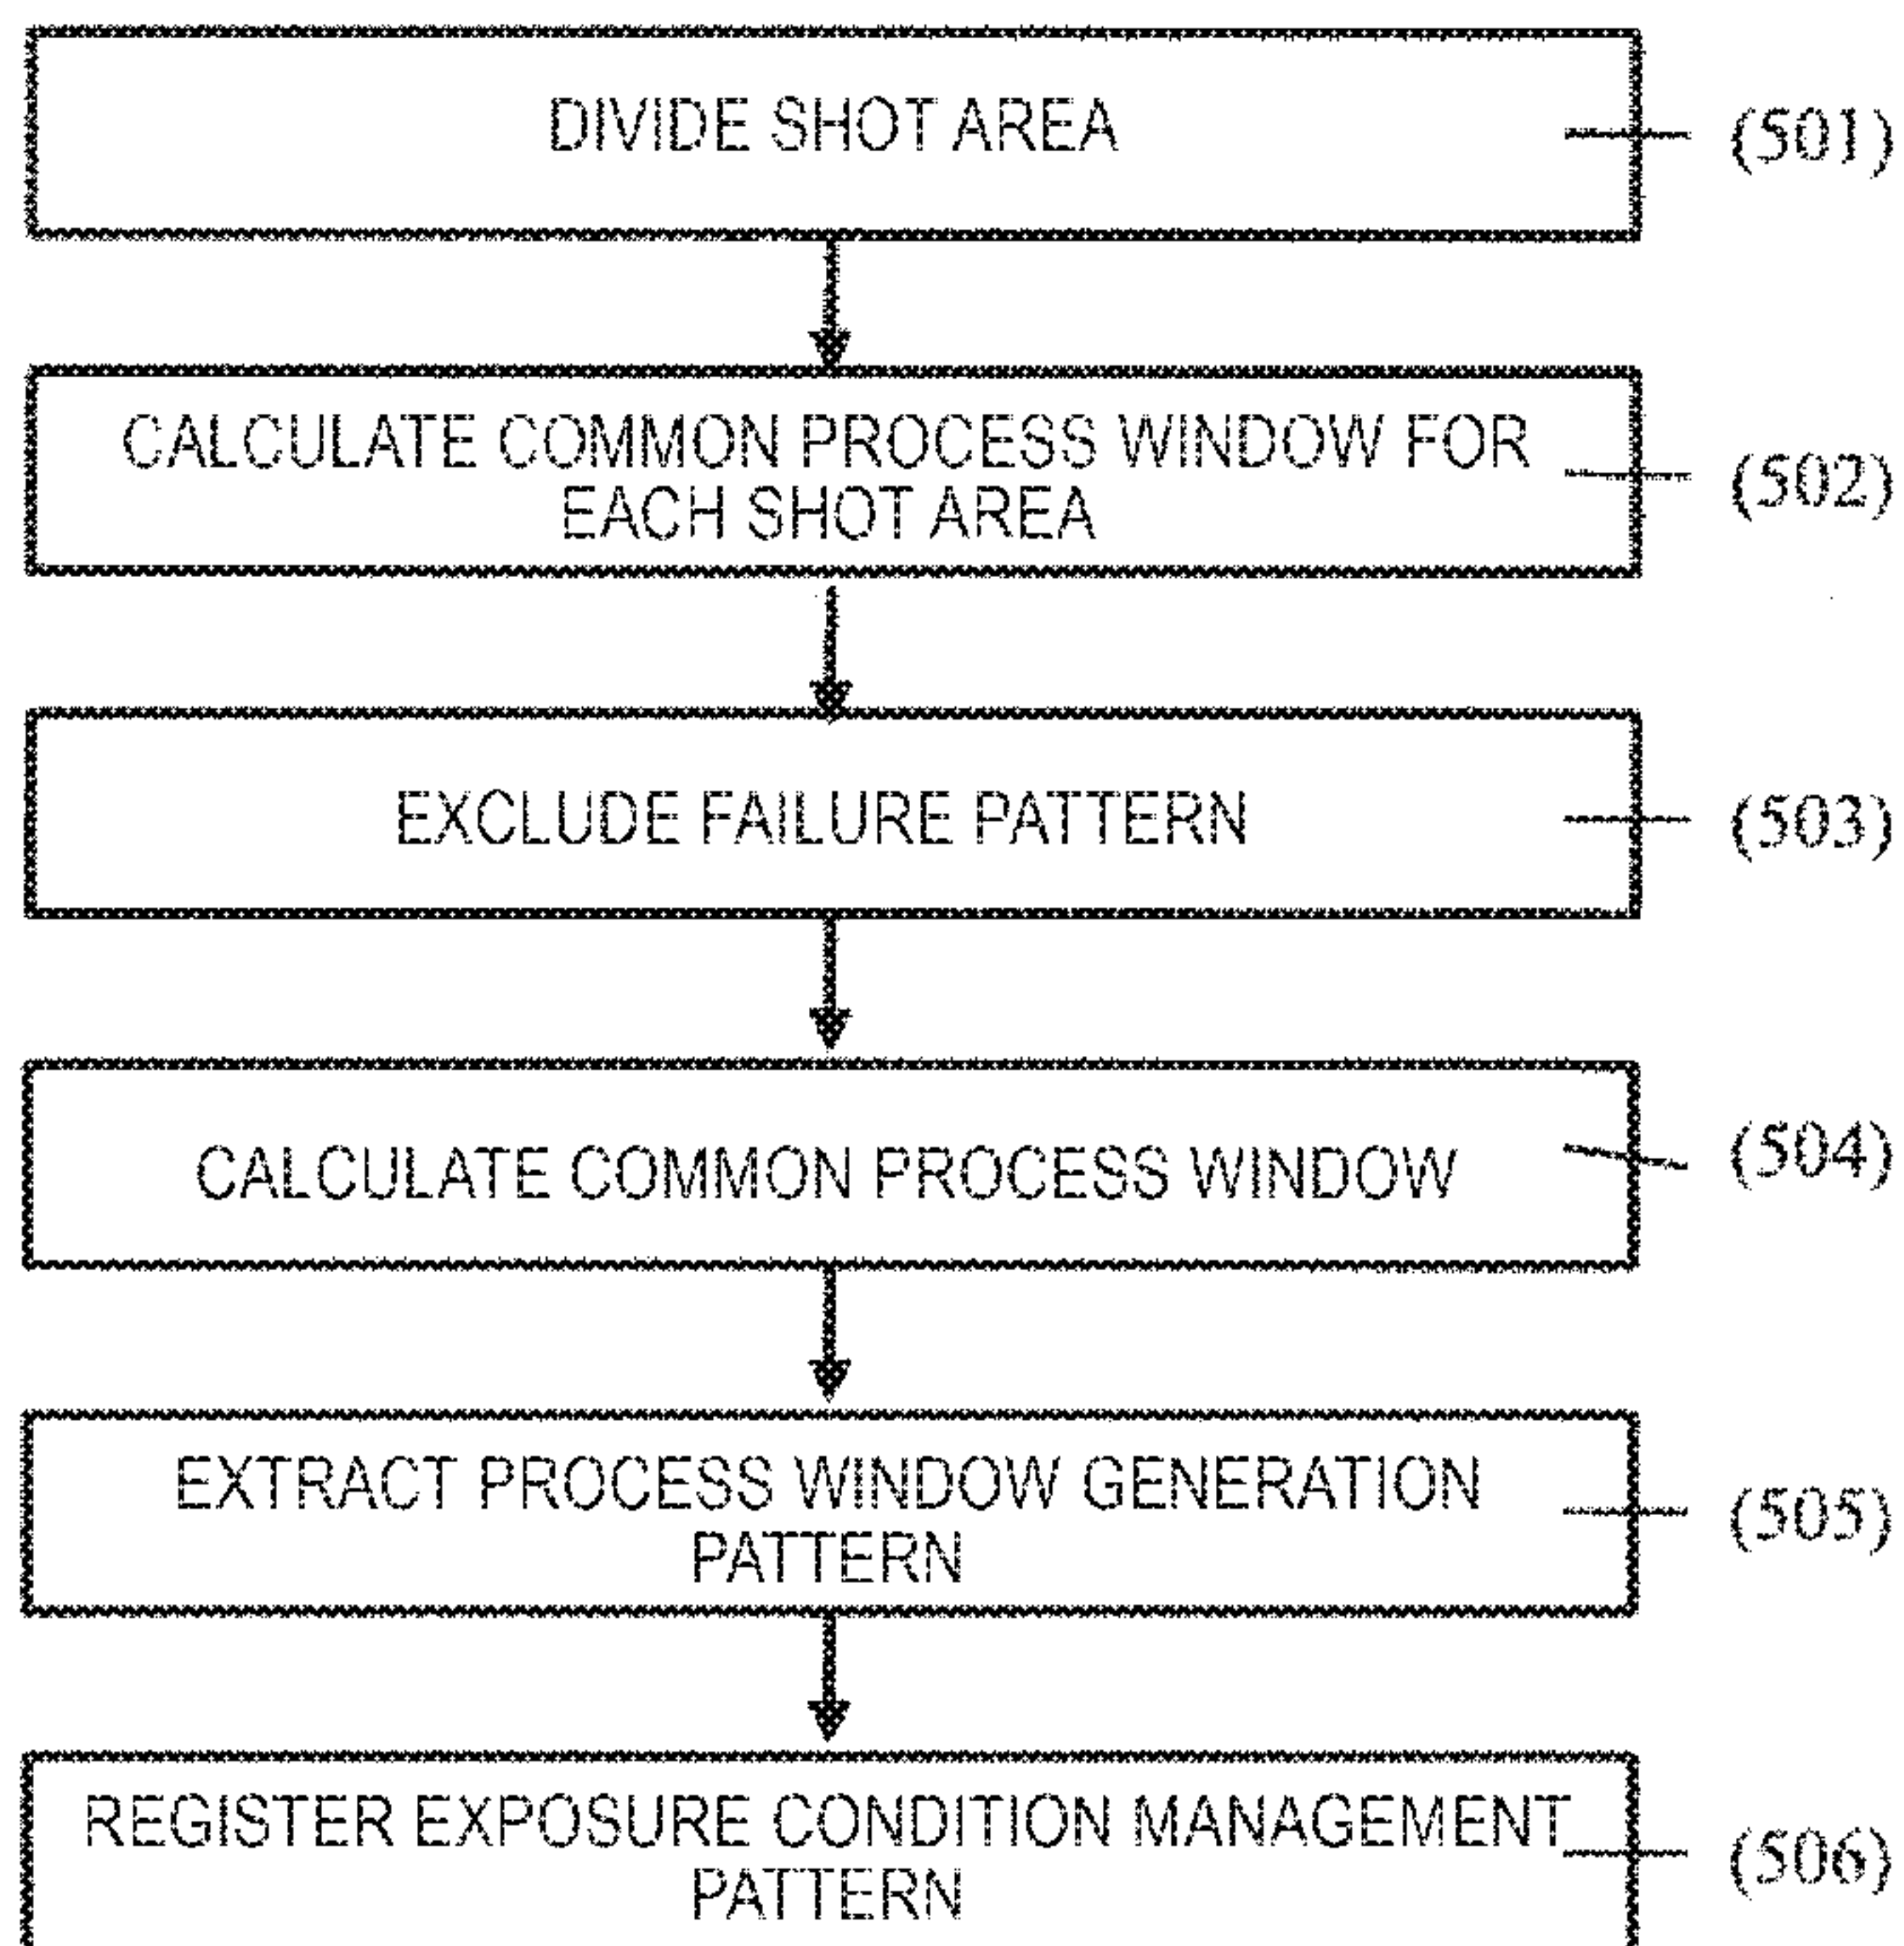 DIVIDE SHOT AREA
(501)
CALCULATE COMMON PROCESS WINDOW FOR
EACH SHOT AREA
(502)
EXCLUDE FAILURE PATTERN
(503)
CALCULATE COMMON PROCESS WINDOW
(504)
EXTRACT PROCESS WINDOW GENERATION
PATTERN
(505)
REGISTER EXPOSURE CONDITION MANAGEMENT
PATTERN
(506)